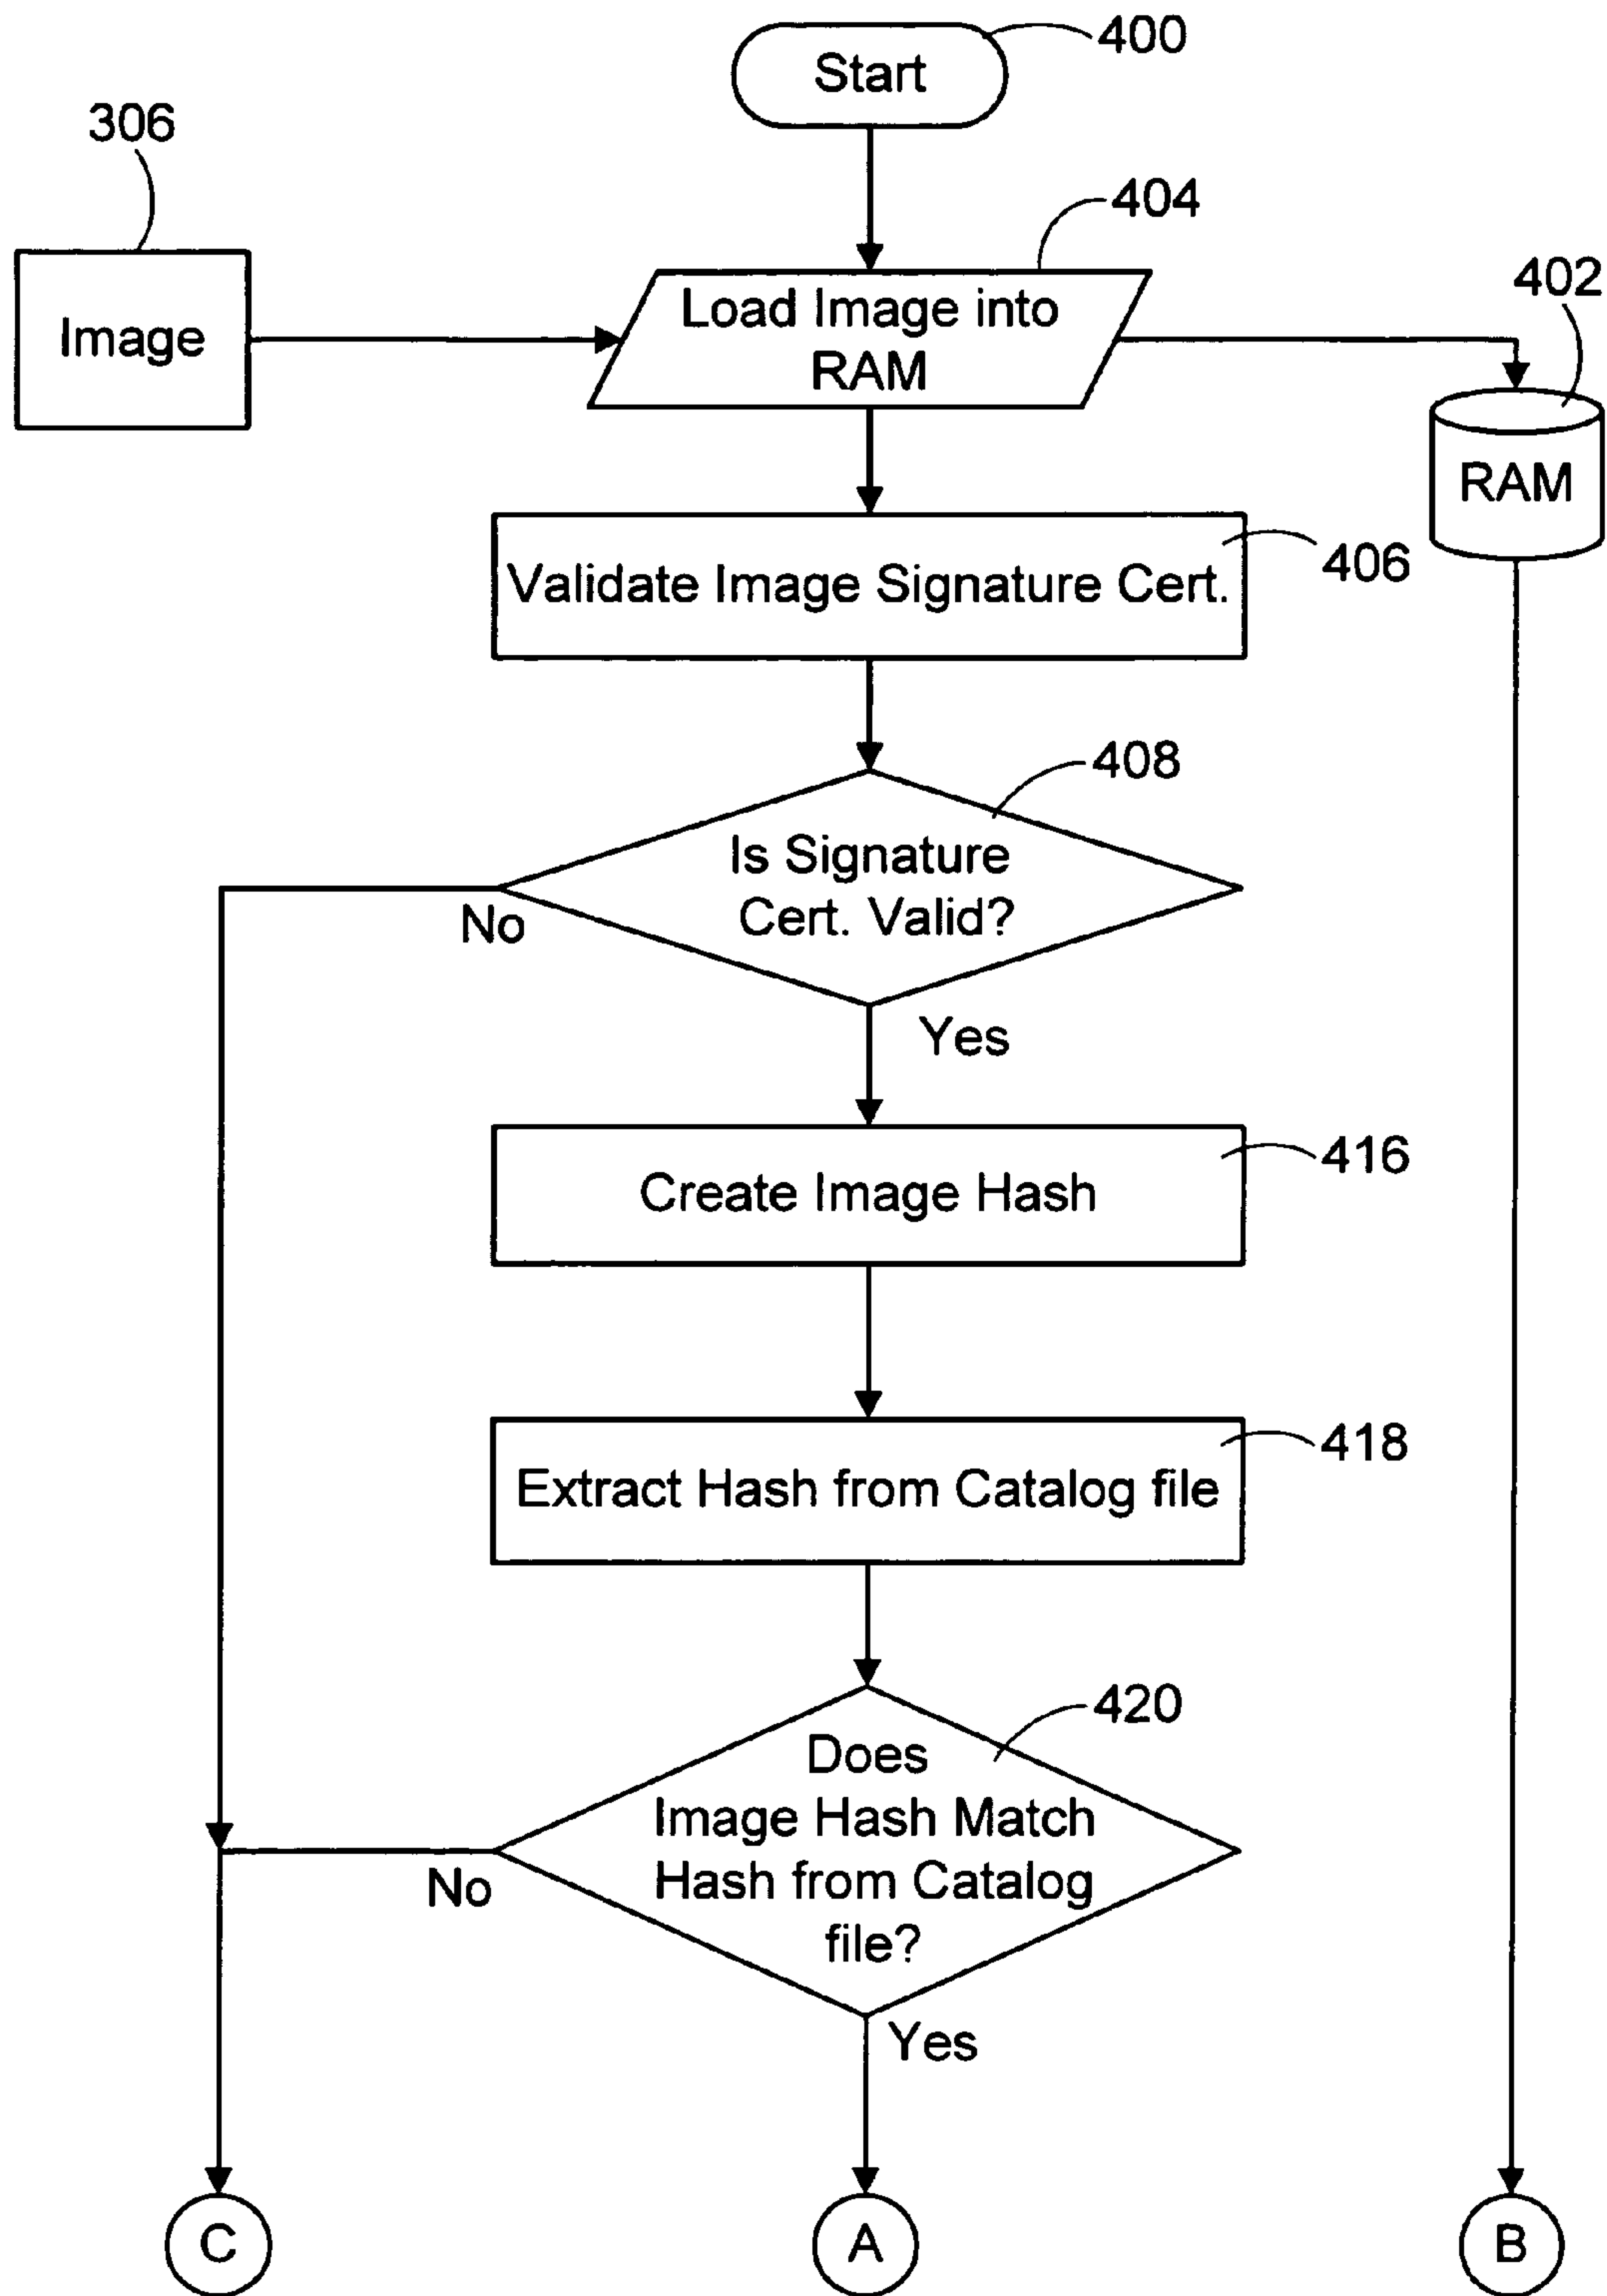 400
Start
306
404
402
Image
Load Image into
RAM
RAM
406
Validate Image Signature Cert.
408
Is Signature
Cert. Valid?
No
Yes
416
Create Image Hash
418
Extract Hash from Catalog file
420
Does
Image Hash Match
Hash from Catalog
file?
No
Yes
C
A
B